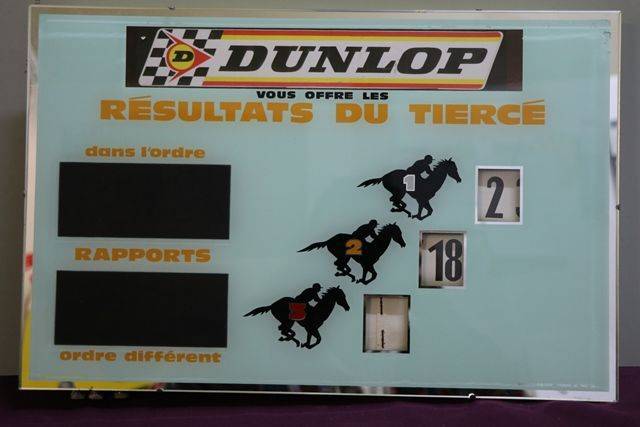 D DUNLOP
VOUS OFFRE LES
RÉSULTATS DU TIERCÉ
dans l'ordre
1
2
2
18
RAPPORTS
3
ordre différent